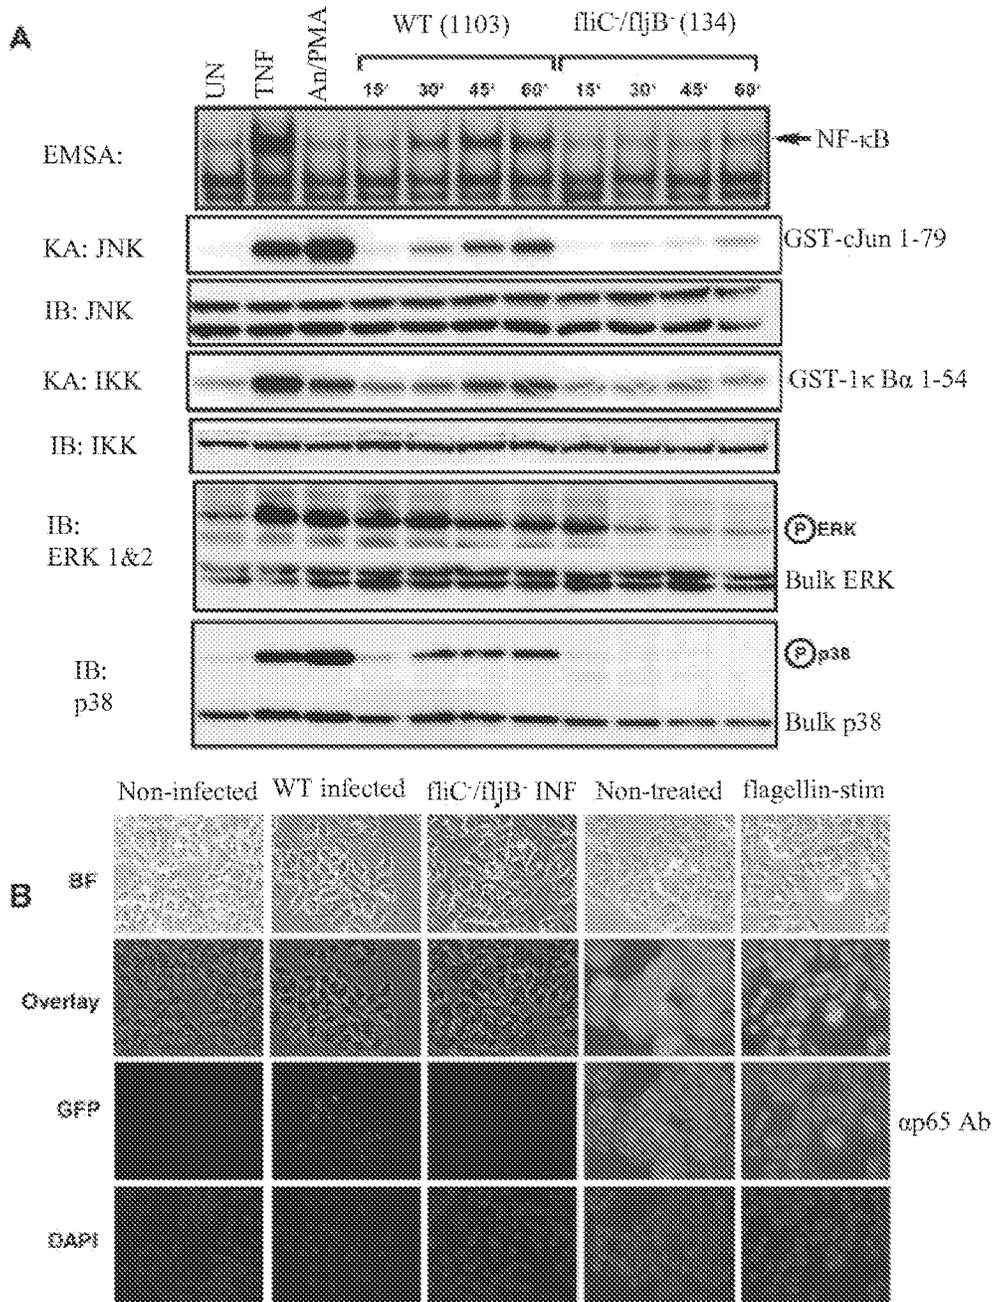 A
UN
TNF
An/PMA
WT (1103)
fliC-/fljB- (134)
15' 30' 45' 60' 15' 30' 45' 60'
EMSA:
NF-κB
KA: JNK
GST-cJun 1-79
IB: JNK
KA: IKK
GST-1κ Bα 1-54
IB: IKK
IB:
ERK 1&2
P ERK
Bulk ERK
IB:
p38
P p38
Bulk p38
B
Non-infected
WT infected
fliC-/fljB- INF
Non-treated
flagellin-stim
BF
Overlay
GFP
αp65 Ab
DAPI